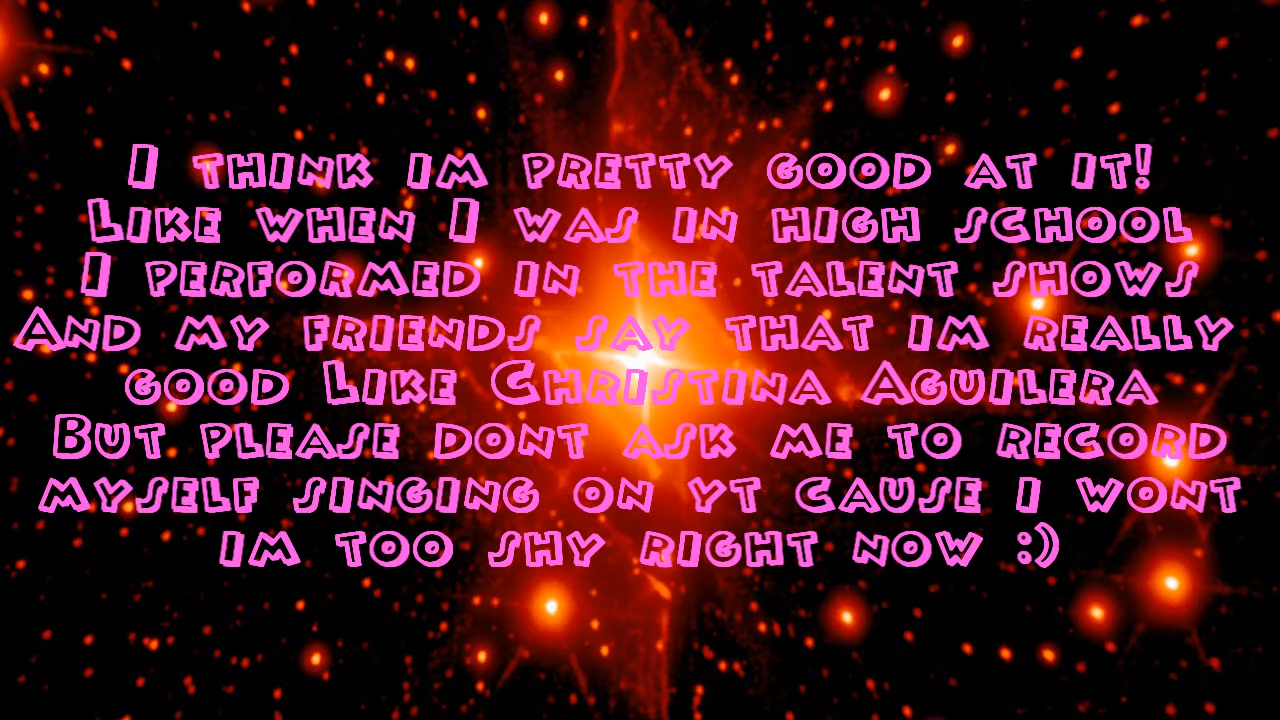 I think im pretty good at it!
Like when I was in high school
I performed in the talent shows
And my friends say that im really
good Like Christina Aguilera
But please dont ask me to record
myself singing on yt cause i wont
im too shy right now :)